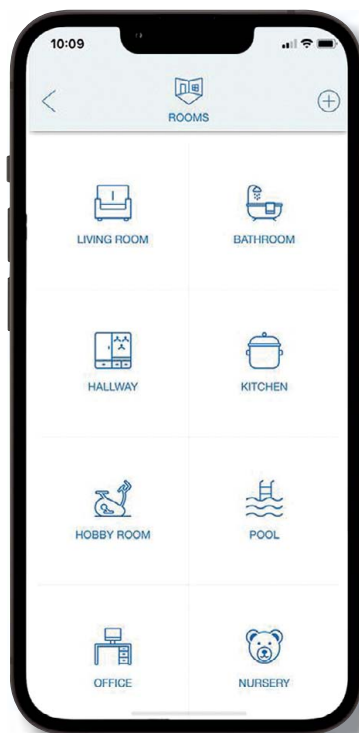 10:09
ROOMS
LIVING ROOM
BATHROOM
HALLWAY
KITCHEN
HOBBY ROOM
POOL
OFFICE
NURSERY